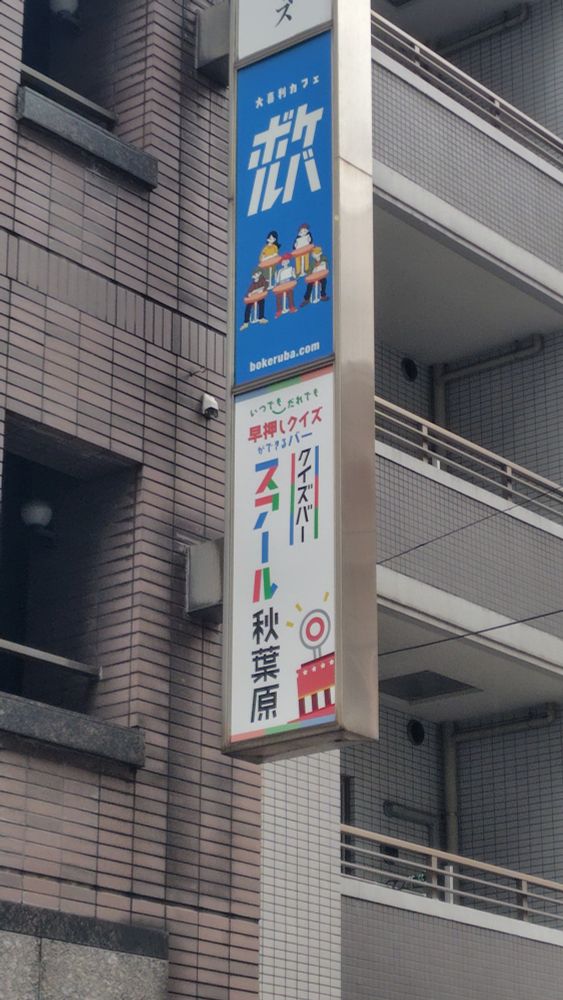 ズ
大喜利カフェ
ボケ
ルバ
bokeruba.com
いつでもだれでも
早押しクイズ
ができるバー
クイズバー
スアール秋葉原